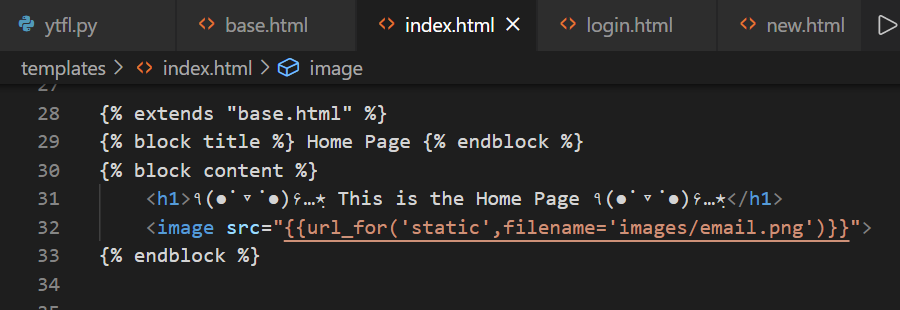 ytfl.py base.html index.html login.html new.html
templates > index.html > image
27
28 {% extends "base.html" %}
29 {% block title %} Home Page {% endblock %}
30 {% block content %}
31 <h1>٩(●˙▿˙●)۶…⋆ฺ This is the Home Page ٩(●˙▿˙●)۶…⋆ฺ</h1>
32 <image src="{{url_for('static',filename='images/email.png')}}">
33 {% endblock %}
34
35